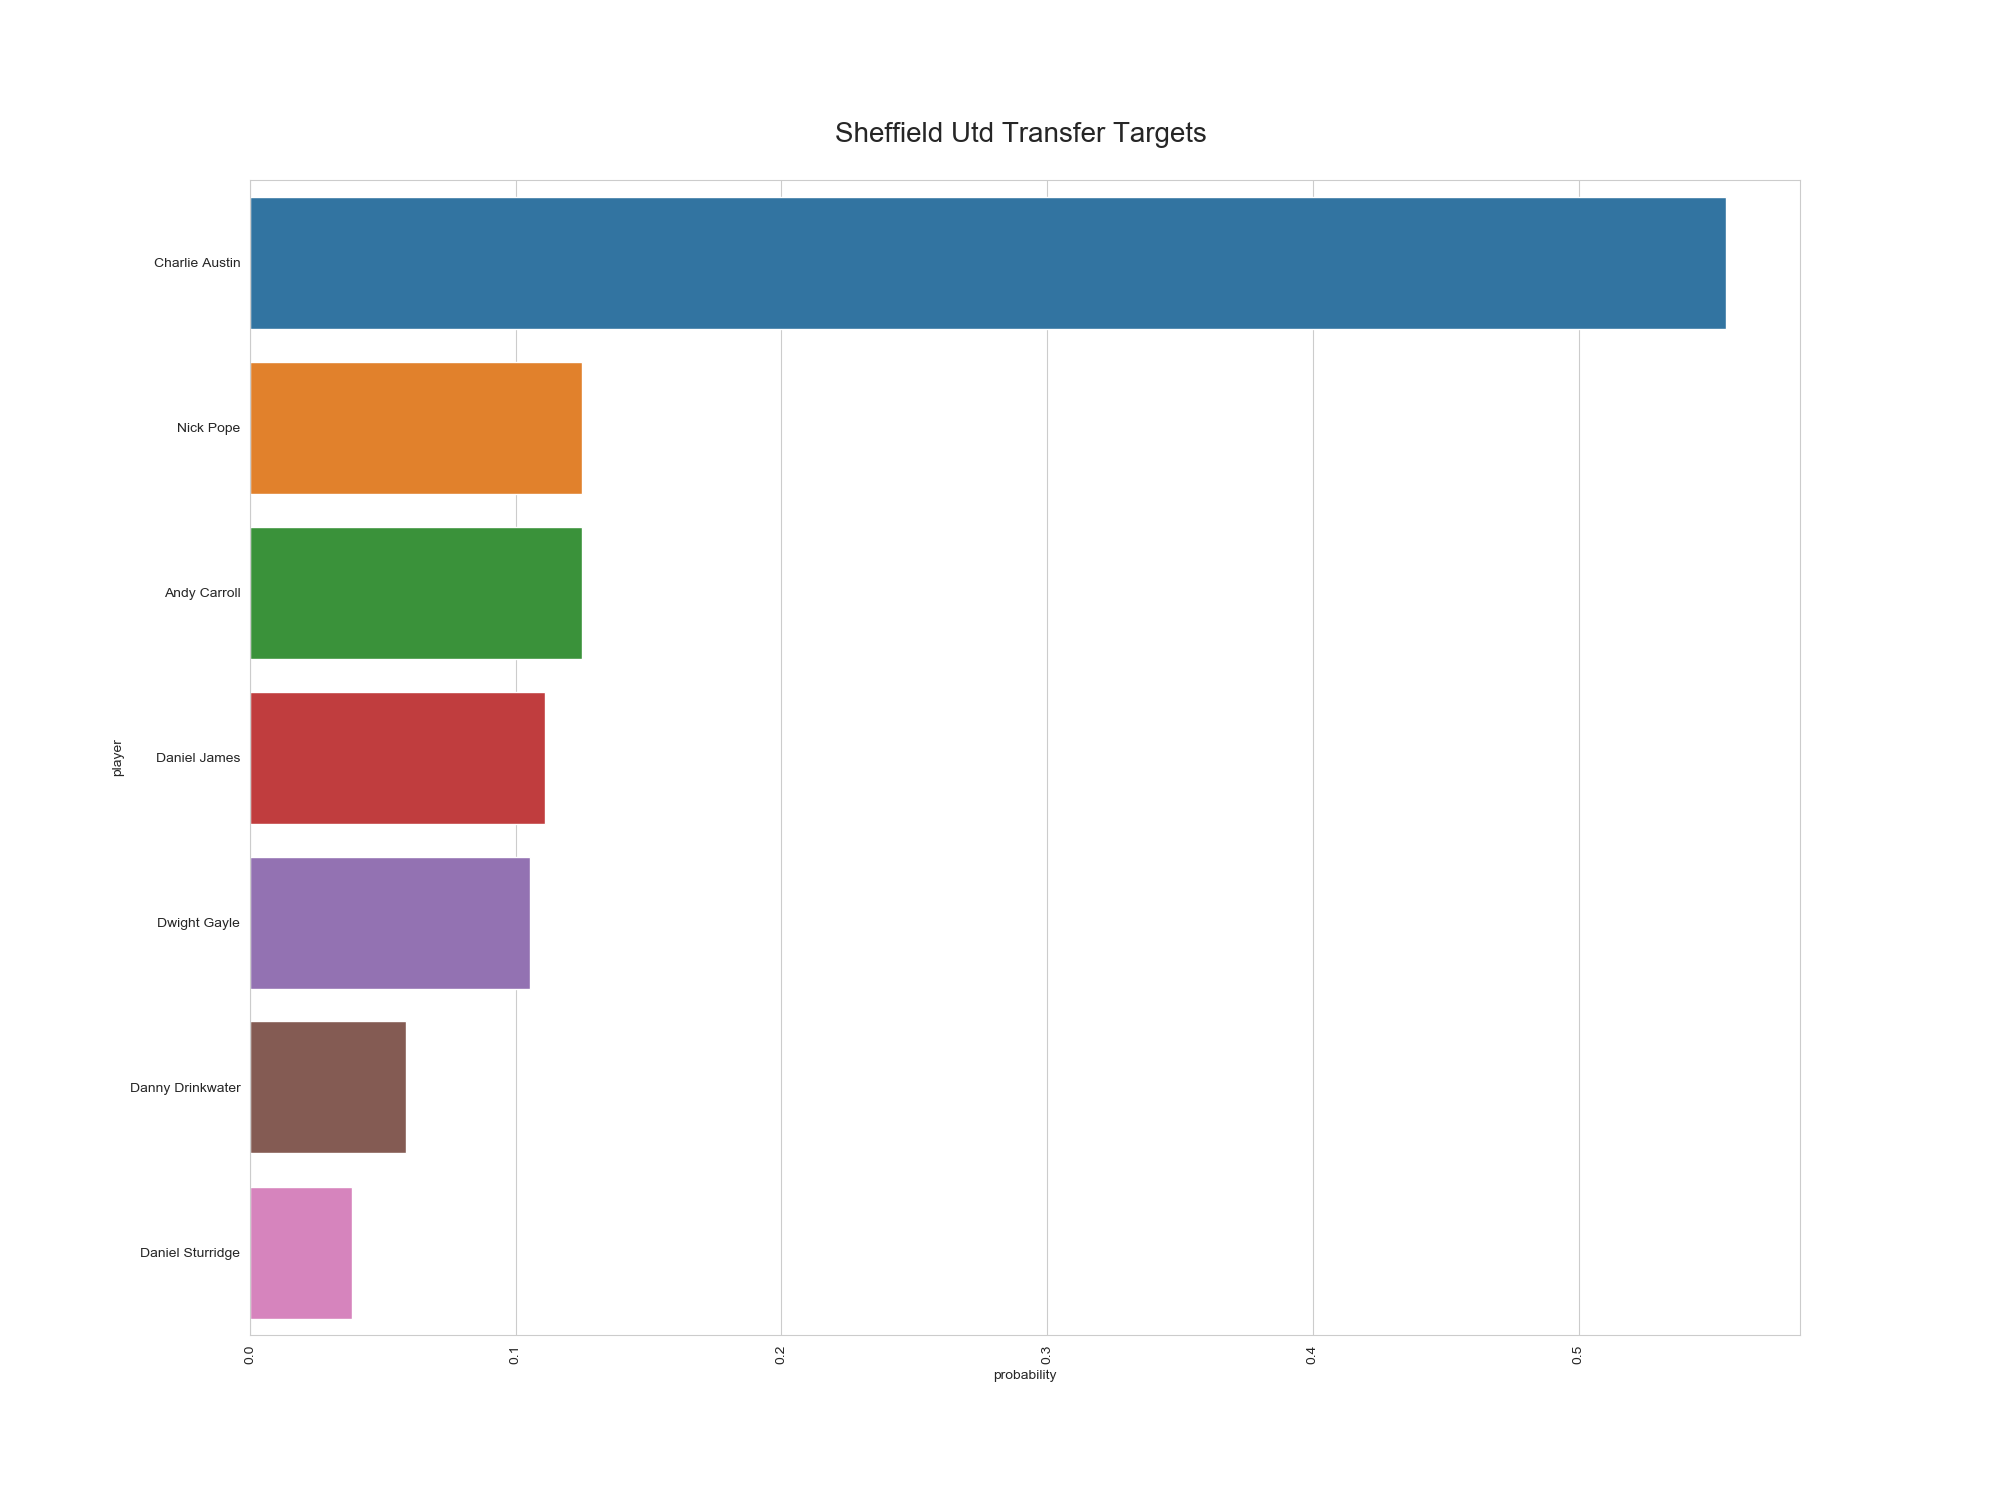 Sheffield Utd Transfer Targets
Charlie Austin
Nick Pope
Andy Carroll
Daniel James
Dwight Gayle
Danny Drinkwater
Daniel Sturridge
player
0.0
0.1
0.2
0.3
0.4
0.5
probability